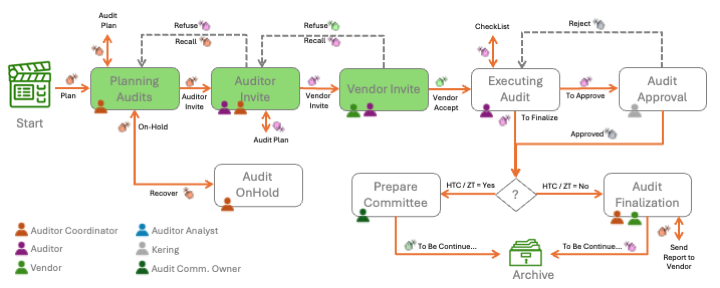 Audit
Plan
Refuse
Recall
Refuse
Recall
CheckList
Reject
Start
Plan
Planning
Audits
Auditor
Invite
Auditor
Invite
Vendor
Invite
Vendor Invite
Vendor
Accept
Executing
Audit
To Approve
Audit
Approval
On-Hold
Audit Plan
To Finalize
Approved
Recover
Audit
OnHold
Prepare
Committee
HTC / ZT = Yes
?
HTC / ZT = No
Audit
Finalization
To Be Continue...
To Be Continue...
Send
Report to
Vendor
Archive
Auditor Coordinator
Auditor
Vendor
Auditor Analyst
Kering
Audit Comm. Owner